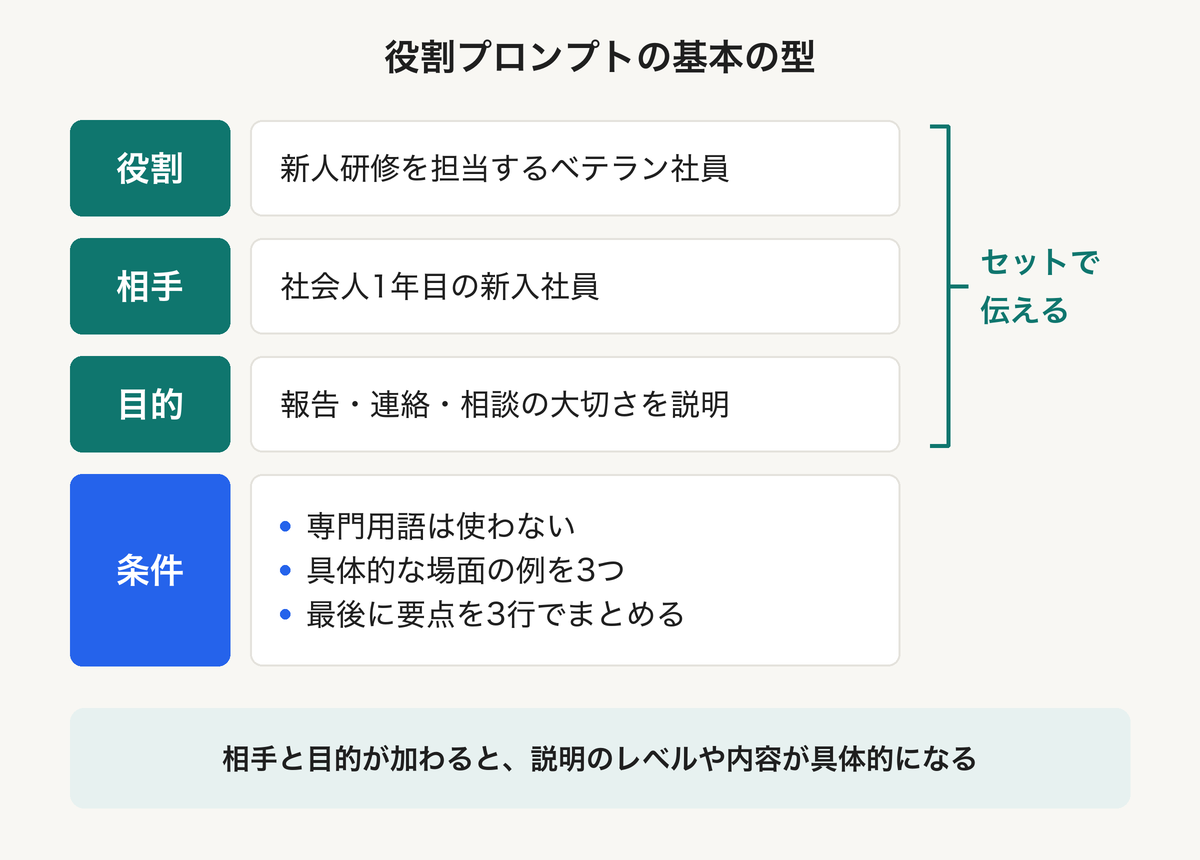 役割プロンプトの基本の型
役割
新人研修を担当するベテラン社員
相手
社会人1年目の新入社員
目的
報告・連絡・相談の大切さを説明
セットで
伝える
条件
• 専門用語は使わない
• 具体的な場面の例を3つ
• 最後に要点を3行でまとめる
相手と目的が加わると、説明のレベルや内容が具体的になる